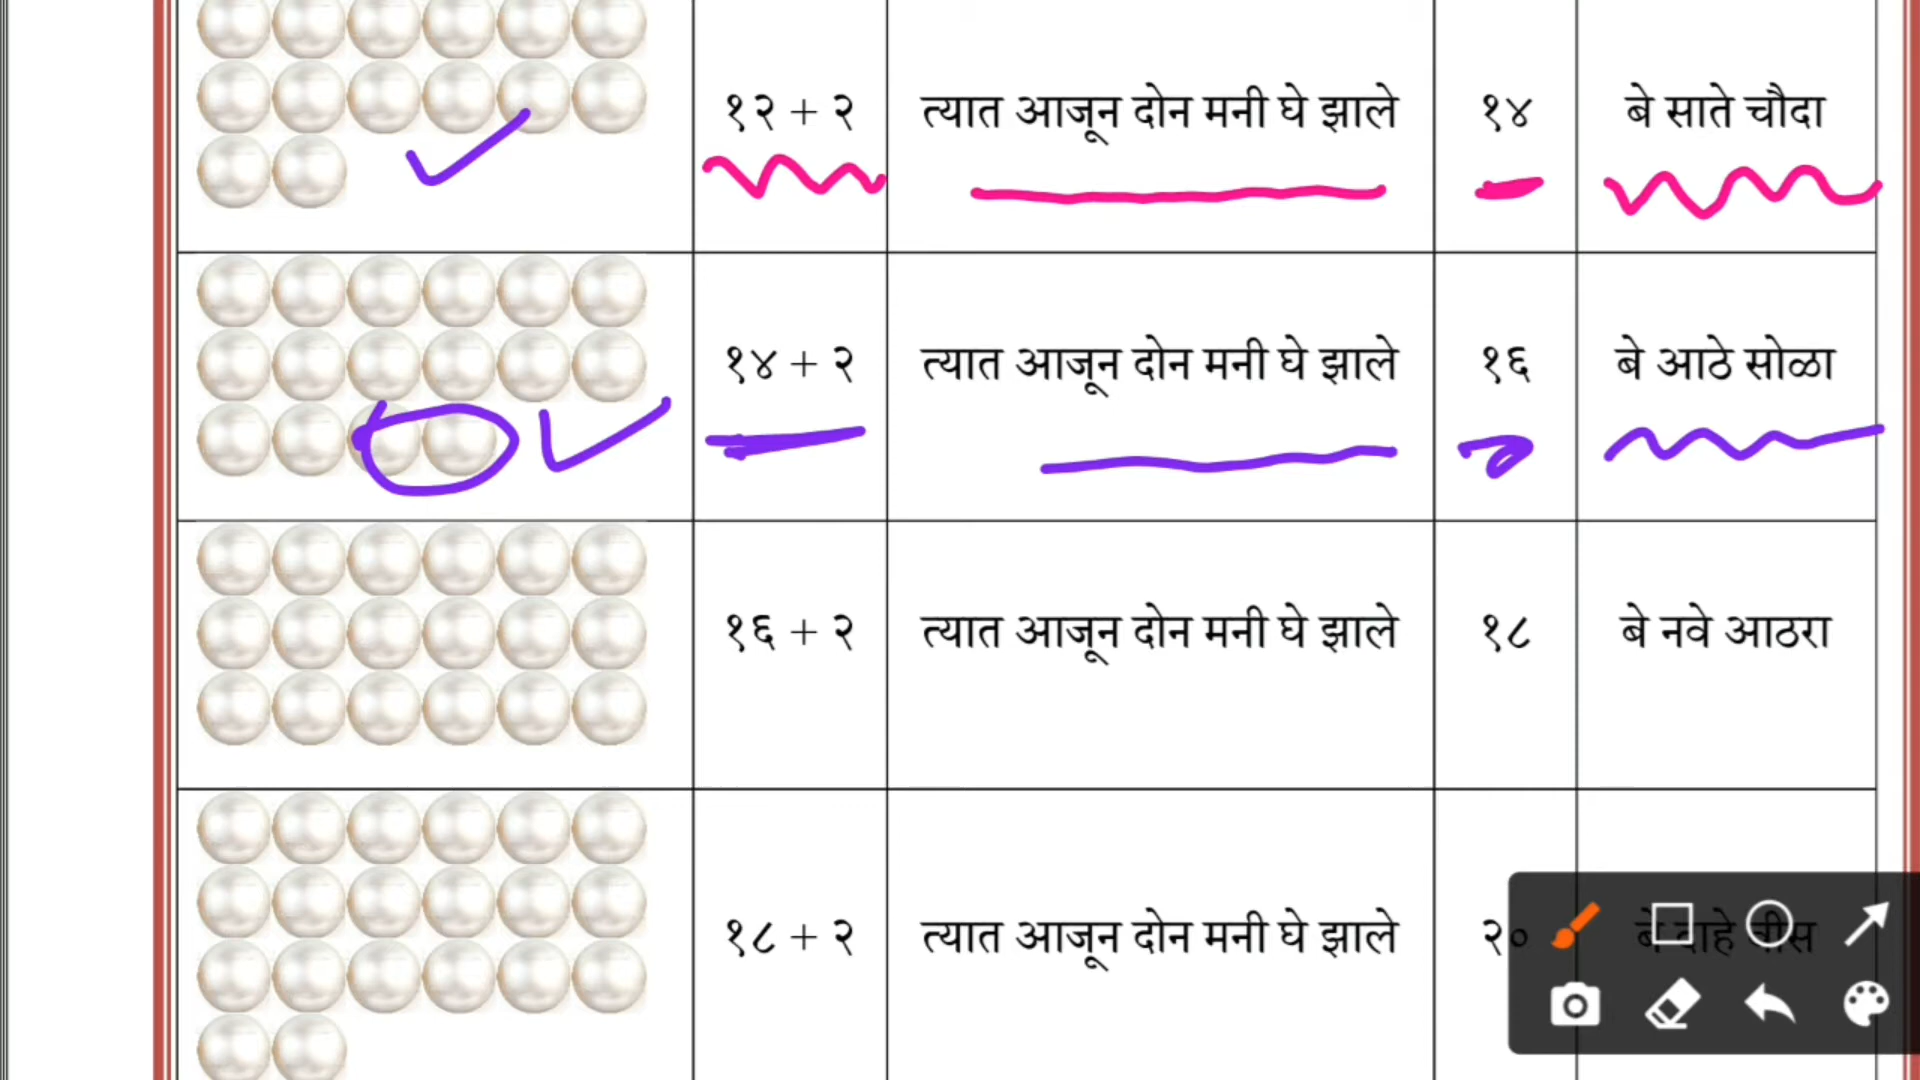 १२ + २ त्यात आजून दोन मनी घे झाले १४ बे साते चौदा
१४ + २ त्यात आजून दोन मनी घे झाले १६ बे आठे सोळा
१६ + २ त्यात आजून दोन मनी घे झाले १८ बे नवे आठरा
१८ + २ त्यात आजून दोन मनी घे झाले २० बे दाहे वीस